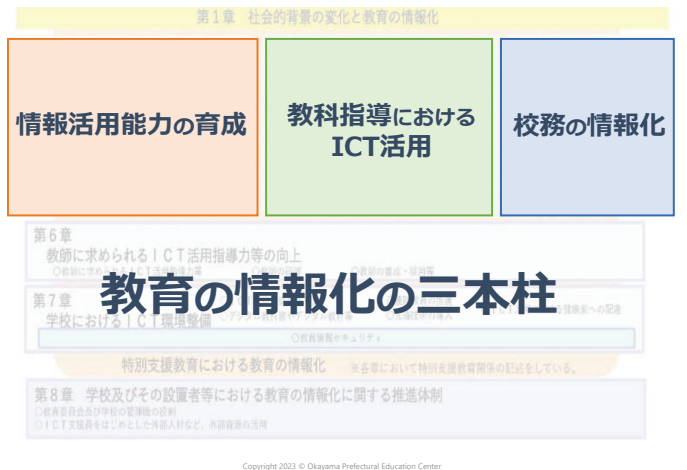 第1章 社会的背景の変化と教育の情報化
情報活用能力の育成
教科指導における
ICT活用
校務の情報化
第6章
教師に求められるICT活用指導力等の向上
教育の情報化の三本柱
第7章
学校におけるICT環境整備
○教育情報セキュリティ
特別支援教育における教育の情報化 ※各章において特別支援教育関係の記述をしている。
第8章 学校及びその設置者等における教育の情報化に関する推進体制
○教育委員会及び学校の管理職の役割
○ICT支援員をはじめとした外部人材など、外部資源の活用
Copyright 2023 © Okayama Prefectural Education Center